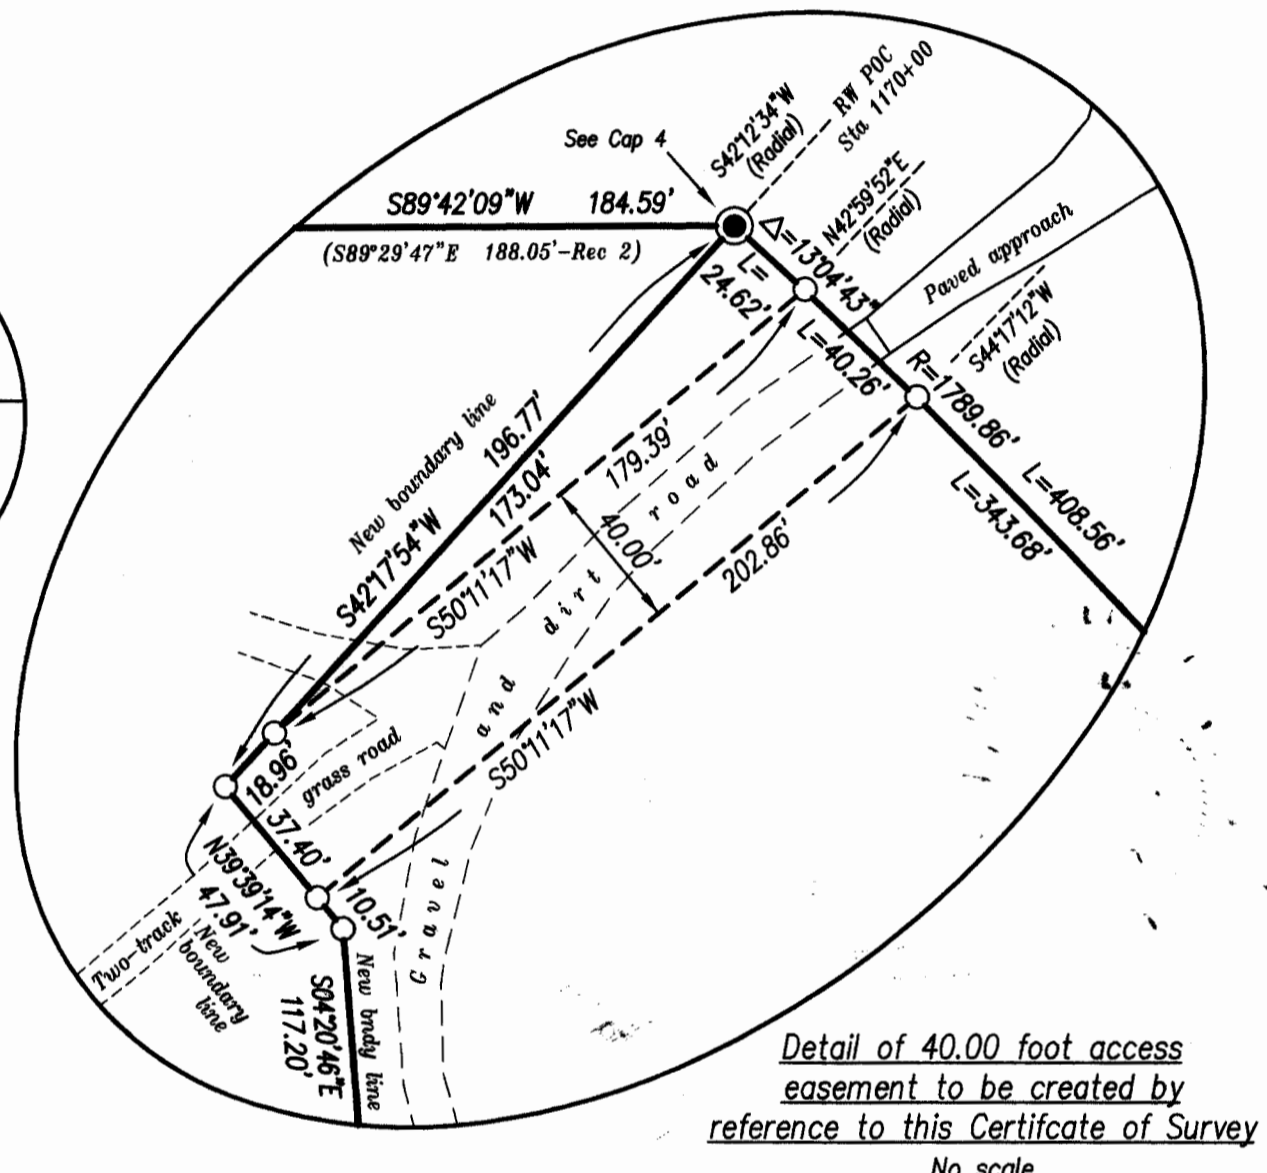 RW POC
Sta 1170+00
S42°12'34"W
(Radial)
See Cap 4
N42°59'52"E
(Radial)
S89°42'09"W 184.59'
(S89°29'47"E 188.05'-Rec 2)
Δ=13°04'43"
L=
24.62'
Paved approach
S44°17'12"W
(Radial)
L=40.26'
R=1789.86'
L=408.56'
L=343.68'
New boundary line
196.77'
S42°17'54"W
173.04'
179.39'
S50°11'17"W
40.00'
202.86'
S50°11'17"W
Gravel and dirt road
18.96'
grass road
37.40'
N39°39'14"W
47.91'
10.51'
Two-track
New
boundary
line
S04°20'46"E
117.20'
New bndy line
Detail of 40.00 foot access
easement to be created by
reference to this Certifcate of Survey
No scale